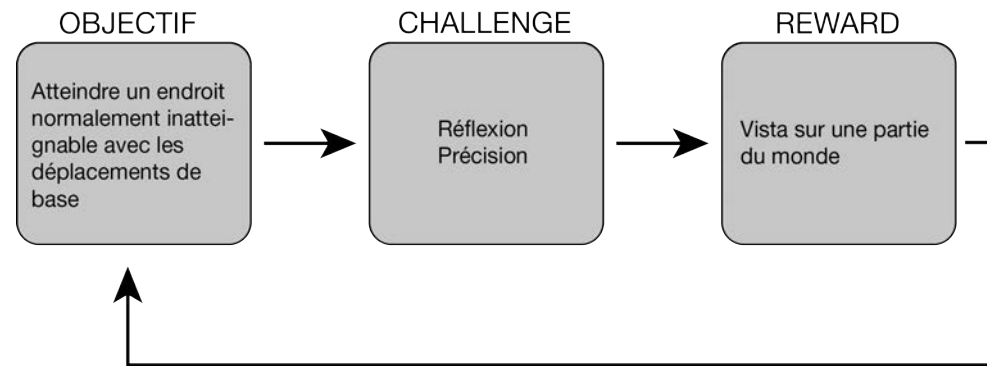 OBJECTIF
Atteindre un endroit
normalement inattei-
gnable avec les
déplacements de
base
CHALLENGE
Réflexion
Précision
REWARD
Vista sur une partie
du monde